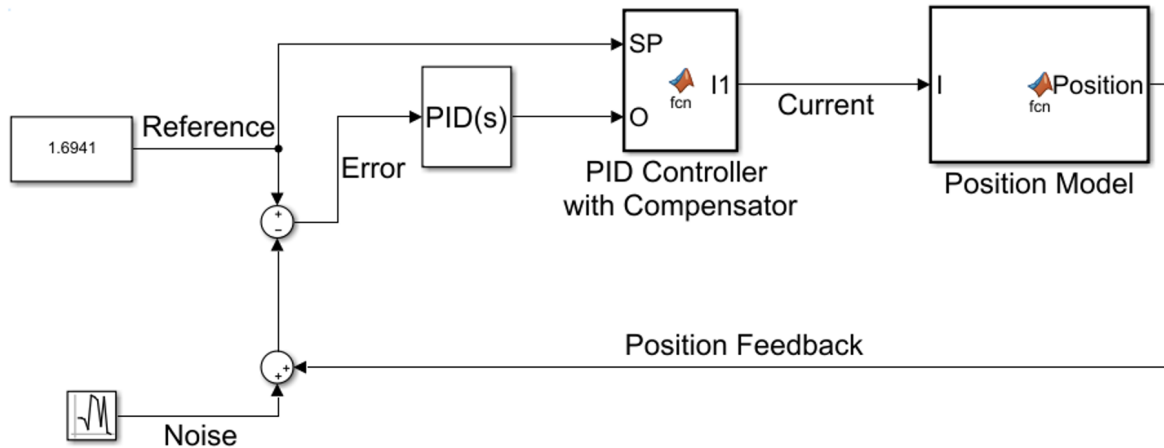 SP
I1
fcn
O
I
Position
fcn
Current
Reference
1.6941
PID(s)
Error
PID Controller
with Compensator
Position Model
+
−
Position Feedback
+
+
Noise